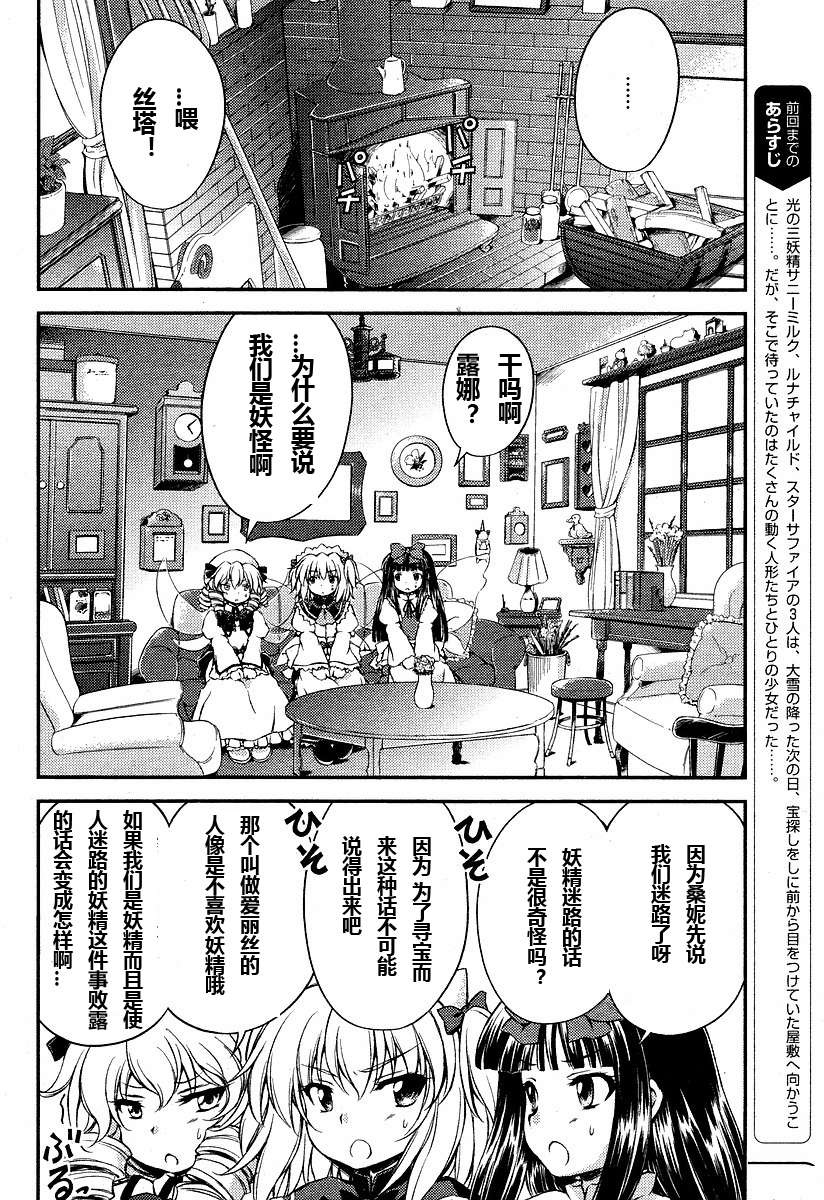 前回までの
あらすじ
光の三妖精サニーミルク、ルナチャイルド、スターサファイアの3人は、大雪の降った次の日、宝探しをしに前から目をつけていた屋敷へ向かうこ
とに……。だが、そこで待っていたのはたくさんの動く人形たちとひとりの少女だった……。
……
…喂
丝塔！
パチ
パチ
干吗啊
露娜？
…为什么要说
我们是妖怪啊
因为桑妮先说
我们迷路了呀
妖精迷路的话
不是很奇怪吗？
ひそ
因为 为了寻宝而
来这种话不可能
说得出来吧
那个叫做爱丽丝的
人像是不喜欢妖精哦
ひそ
如果我们是妖精而且是使
人迷路的妖精这件事败露
的话会变成怎样啊…
ぶるっ